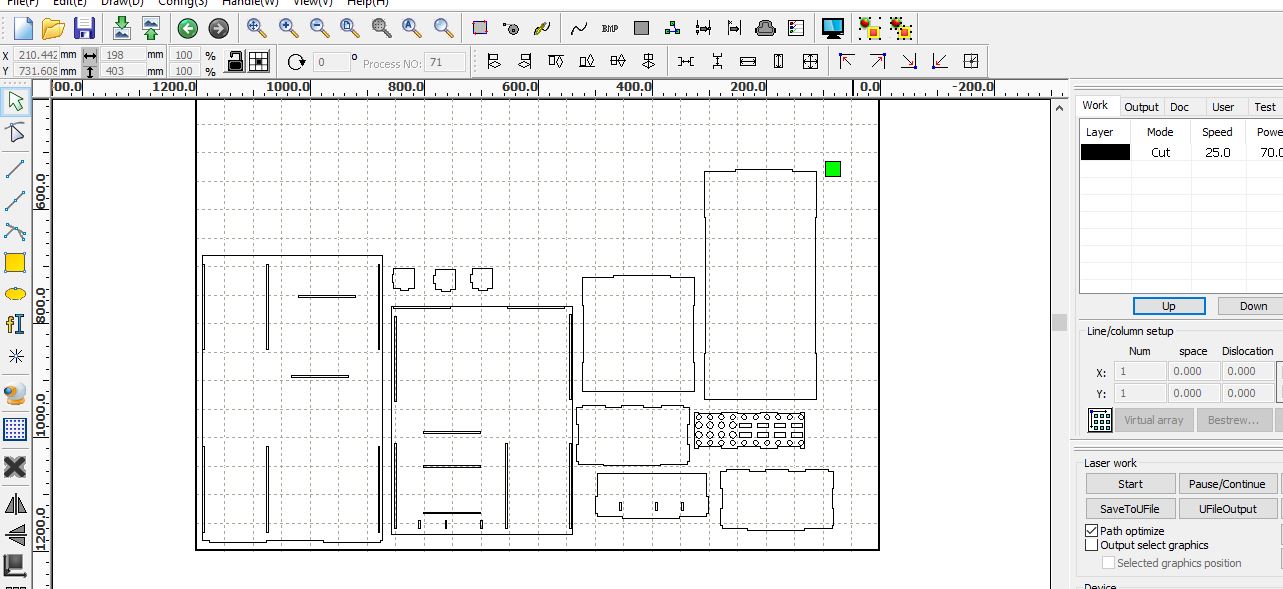 File(F) Edit(E) Draw(D) Config(S) Handle(W) View(V) Help(H)
BMP
X 210.442 mm 198 mm 100 %
Y 731.608 mm 403 mm 100 %
0 ° Process NO: 71
00.0 1200.0 1000.0 800.0 600.0 400.0 200.0 0.0 -200.0
600.0
800.0
1000.0
1200.0
Work Output Doc User Test
Layer Mode Speed Powe
Cut 25.0 70.0
Up Down
Line/column setup
Num space Dislocation
X: 1 0.000 0.000
Y: 1 0.000 0.000
Virtual array Bestrew...
Laser work
Start Pause/Continue
SaveToUFile UFileOutput
Path optimize
Output select graphics
Selected graphics position
Device